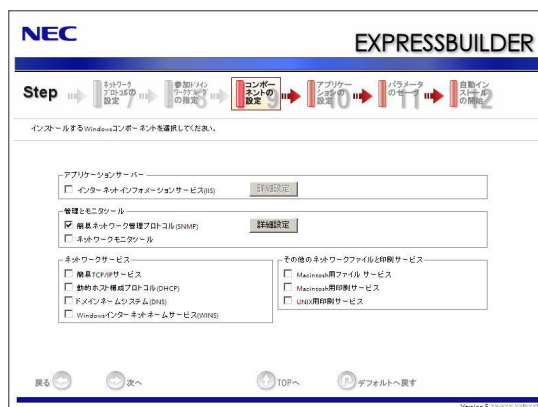 NEC
EXPRESSBUILDER
Step
ネットワーク
プロトコルの
設定 7
参加ドメイン
ワークグループ
の指定 8
コンポー
ネントの
設定 9
アプリケー
ションの
設定 10
パラメータ
のセーブ 11
自動イン
ストール
の開始 12
インストールするWindowsコンポーネントを選択してください。
アプリケーションサーバー
インターネットインフォメーションサービス(IIS)
詳細設定
管理とモニタツール
簡易ネットワーク管理プロトコル(SNMP)
詳細設定
ネットワークモニタツール
ネットワークサービス
簡易TCP/IPサービス
動的ホスト構成プロトコル(DHCP)
ドメインネームシステム(DNS)
Windowsインターネットネームサービス(WINS)
その他のネットワークファイルと印刷サービス
Macintosh用ファイル サービス
Macintosh用印刷サービス
UNIX用印刷サービス
戻る
次へ
TOPへ
デフォルトへ戻す